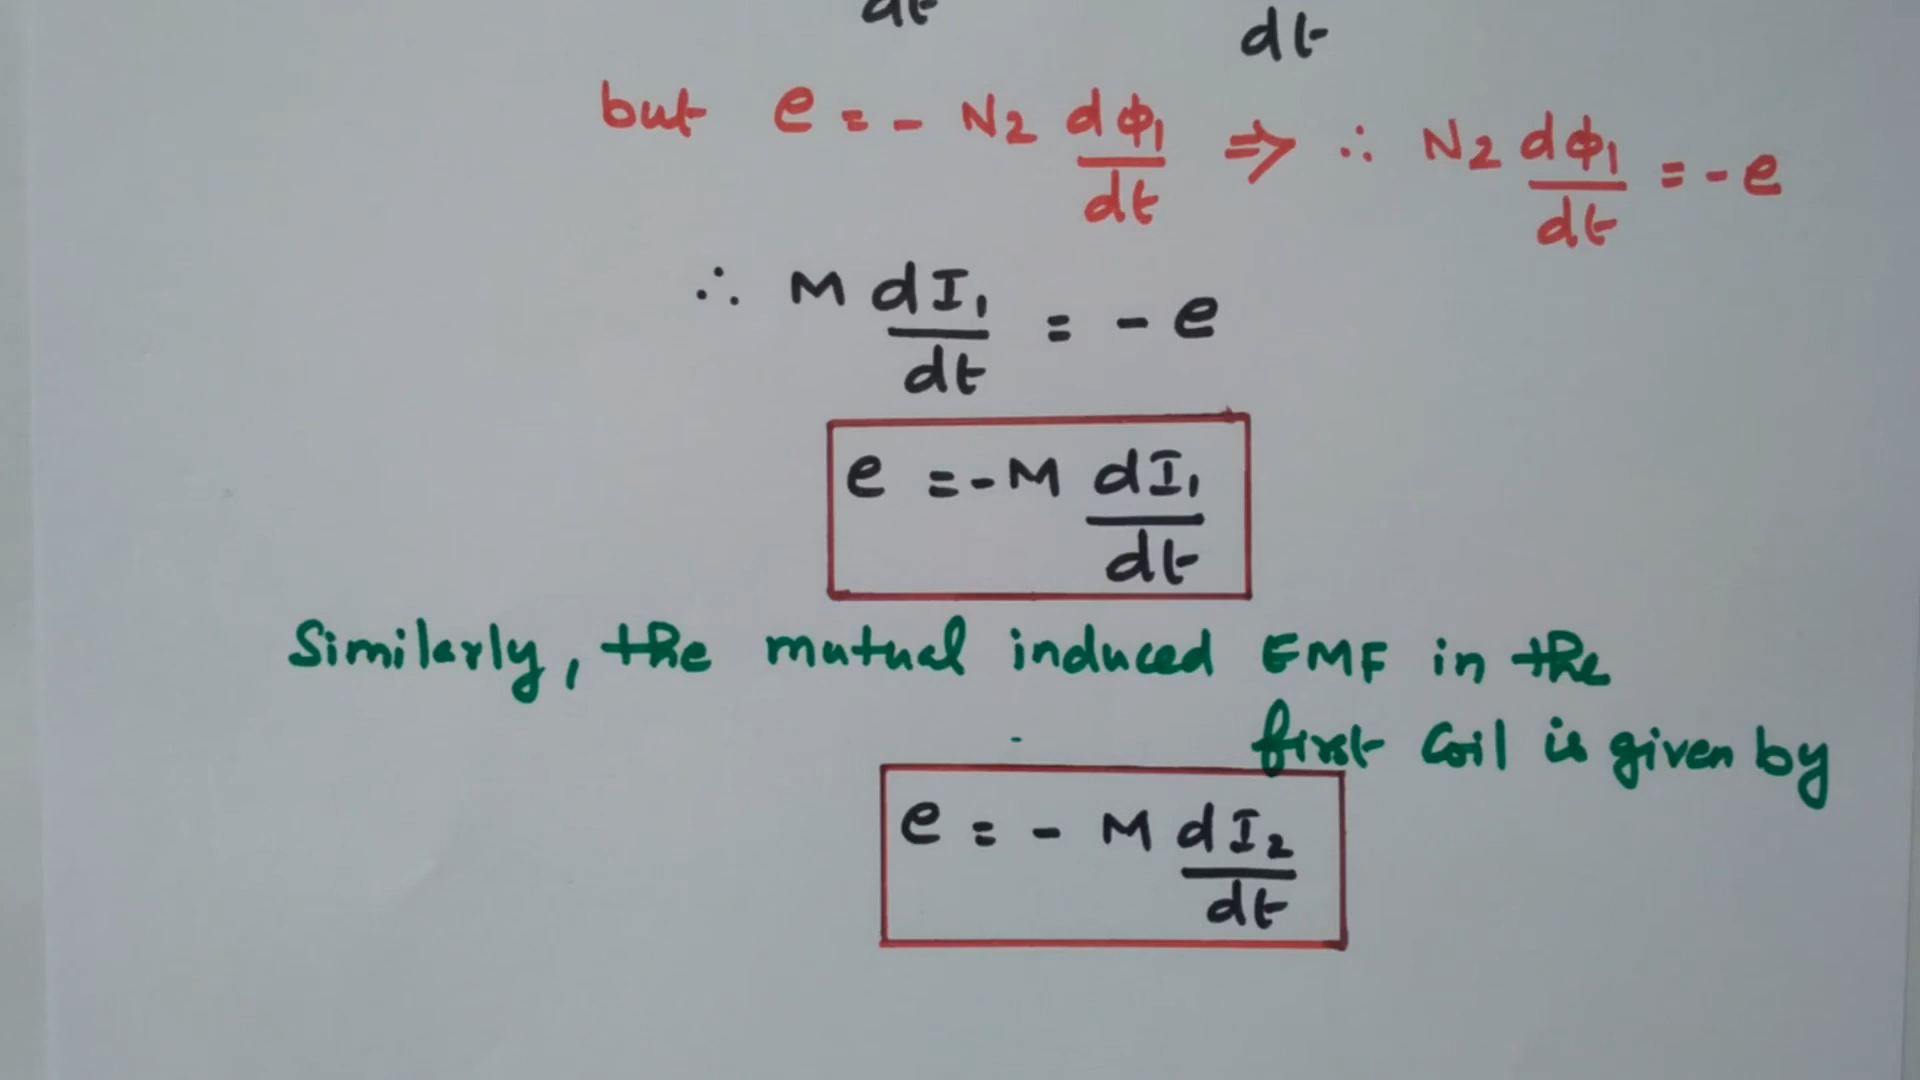 dt dt
but e = - N₂ dφ₁/dt ⇒ ∴ N₂ dφ₁/dt = - e
∴ M dI₁/dt = - e
e = - M dI₁/dt
Similarly, the mutual induced EMF in the
first coil is given by
e = - M dI₂/dt